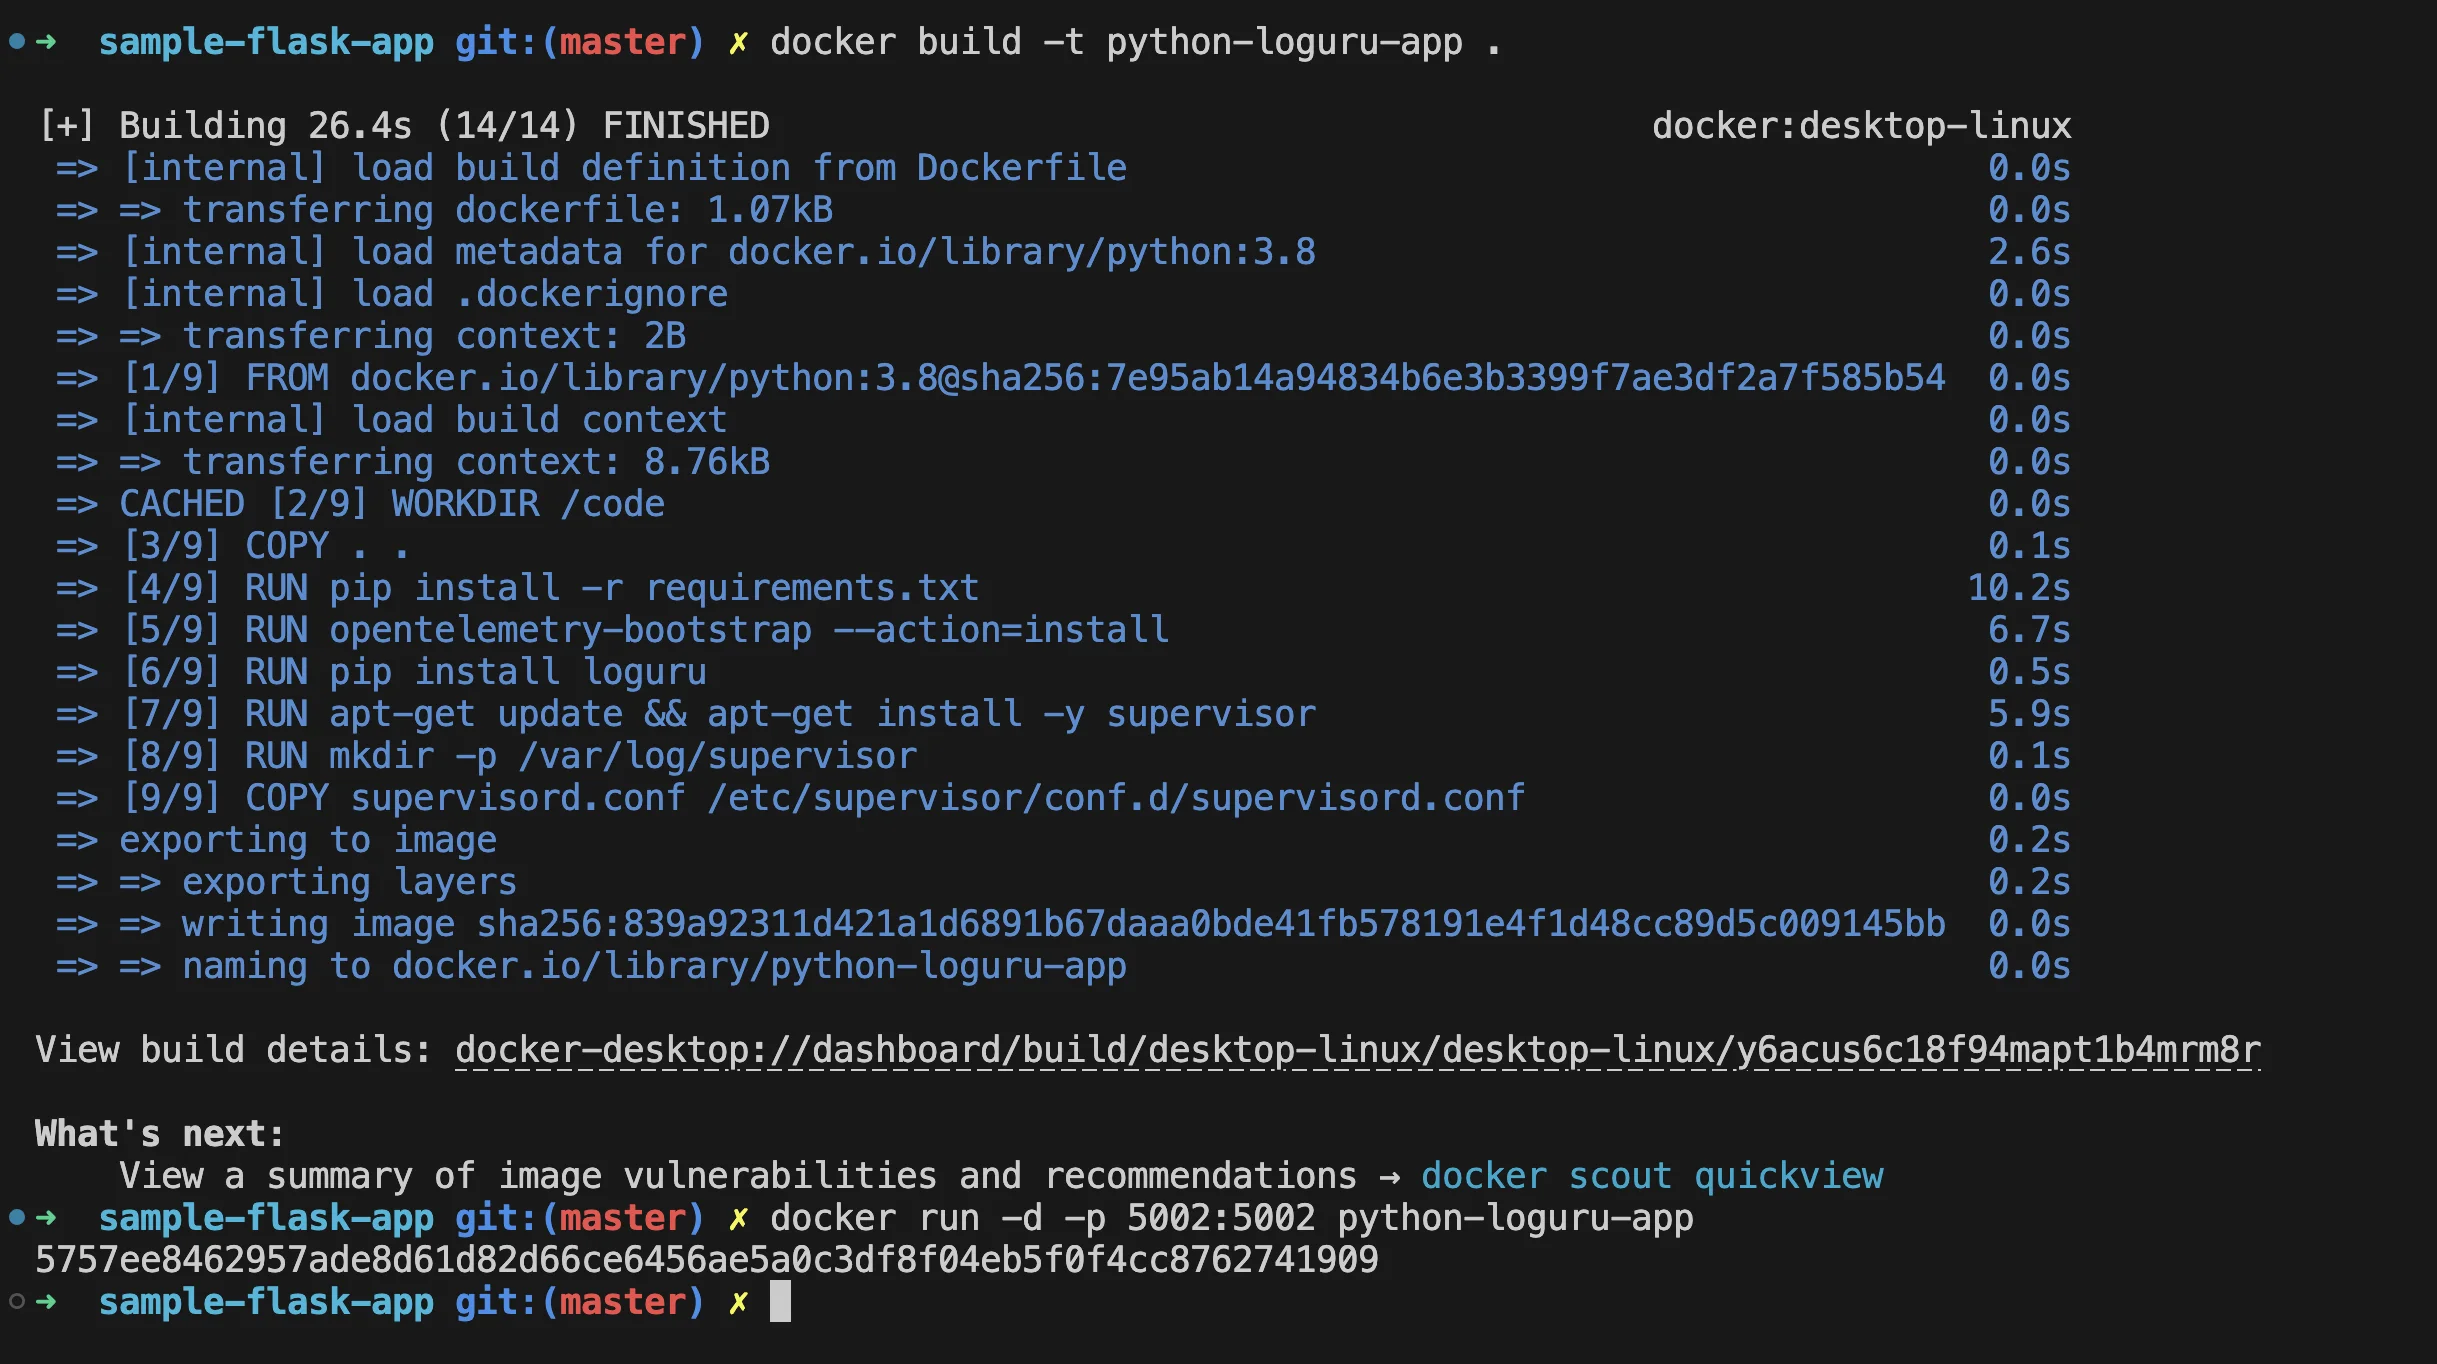 ➜  sample-flask-app git:(master) ✗ docker build -t python-loguru-app .
[+] Building 26.4s (14/14) FINISHED docker:desktop-linux
=> [internal] load build definition from Dockerfile 0.0s
=> => transferring dockerfile: 1.07kB 0.0s
=> [internal] load metadata for docker.io/library/python:3.8 2.6s
=> [internal] load .dockerignore 0.0s
=> => transferring context: 2B 0.0s
=> [1/9] FROM docker.io/library/python:3.8@sha256:7e95ab14a94834b6e3b3399f7ae3df2a7f585b54 0.0s
=> [internal] load build context 0.0s
=> => transferring context: 8.76kB 0.0s
=> CACHED [2/9] WORKDIR /code 0.0s
=> [3/9] COPY . . 0.1s
=> [4/9] RUN pip install -r requirements.txt 10.2s
=> [5/9] RUN opentelemetry-bootstrap --action=install 6.7s
=> [6/9] RUN pip install loguru 0.5s
=> [7/9] RUN apt-get update && apt-get install -y supervisor 5.9s
=> [8/9] RUN mkdir -p /var/log/supervisor 0.1s
=> [9/9] COPY supervisord.conf /etc/supervisor/conf.d/supervisord.conf 0.0s
=> exporting to image 0.2s
=> => exporting layers 0.2s
=> => writing image sha256:839a92311d421a1d6891b67daaa0bde41fb578191e4f1d48cc89d5c009145bb 0.0s
=> => naming to docker.io/library/python-loguru-app 0.0s
View build details: docker-desktop://dashboard/build/desktop-linux/desktop-linux/y6acus6c18f94mapt1b4mrm8r
What's next:
View a summary of image vulnerabilities and recommendations → docker scout quickview
➜  sample-flask-app git:(master) ✗ docker run -d -p 5002:5002 python-loguru-app
5757ee8462957ade8d61d82d66ce6456ae5a0c3df8f04eb5f0f4cc8762741909
➜  sample-flask-app git:(master) ✗